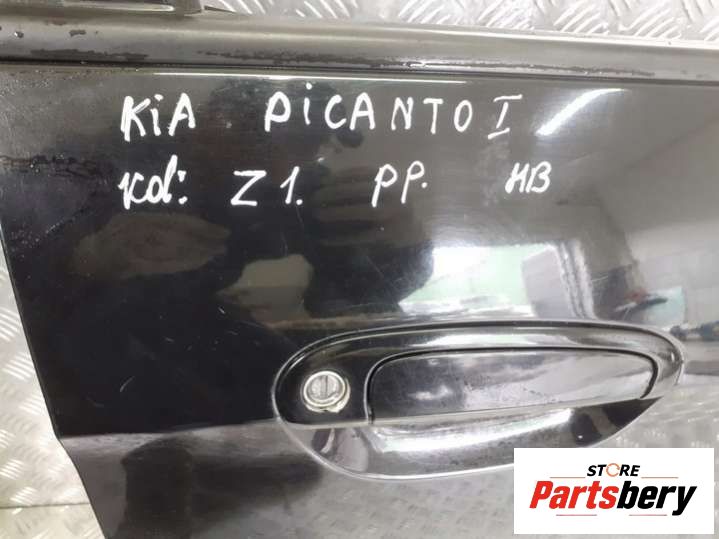 KiA PICANTO I
Kol: Z1. PP. HB
STORE
Partsbery